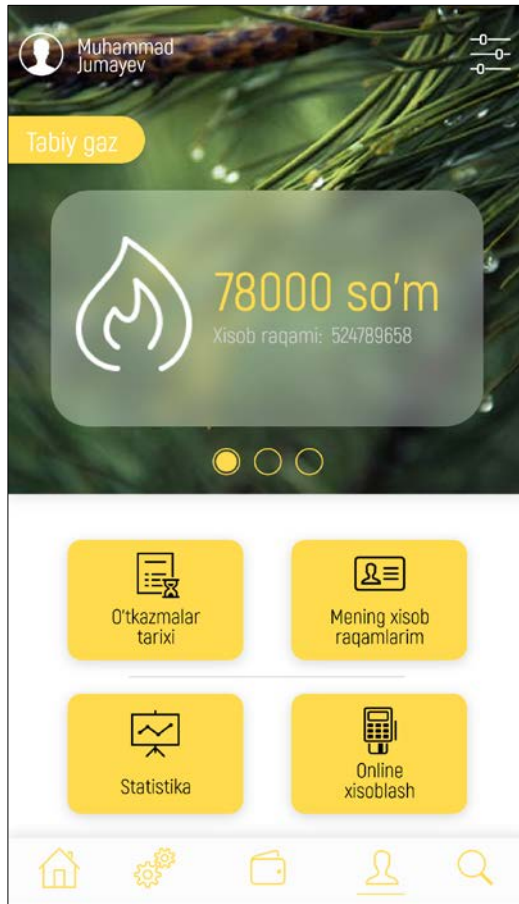 Muhammad
Jumayev
Tabiy gaz
78000 so'm
Xisob raqami: 524789658
O'tkazmalar
tarixi
Mening xisob
raqamlarim
Statistika
Online
xisoblash